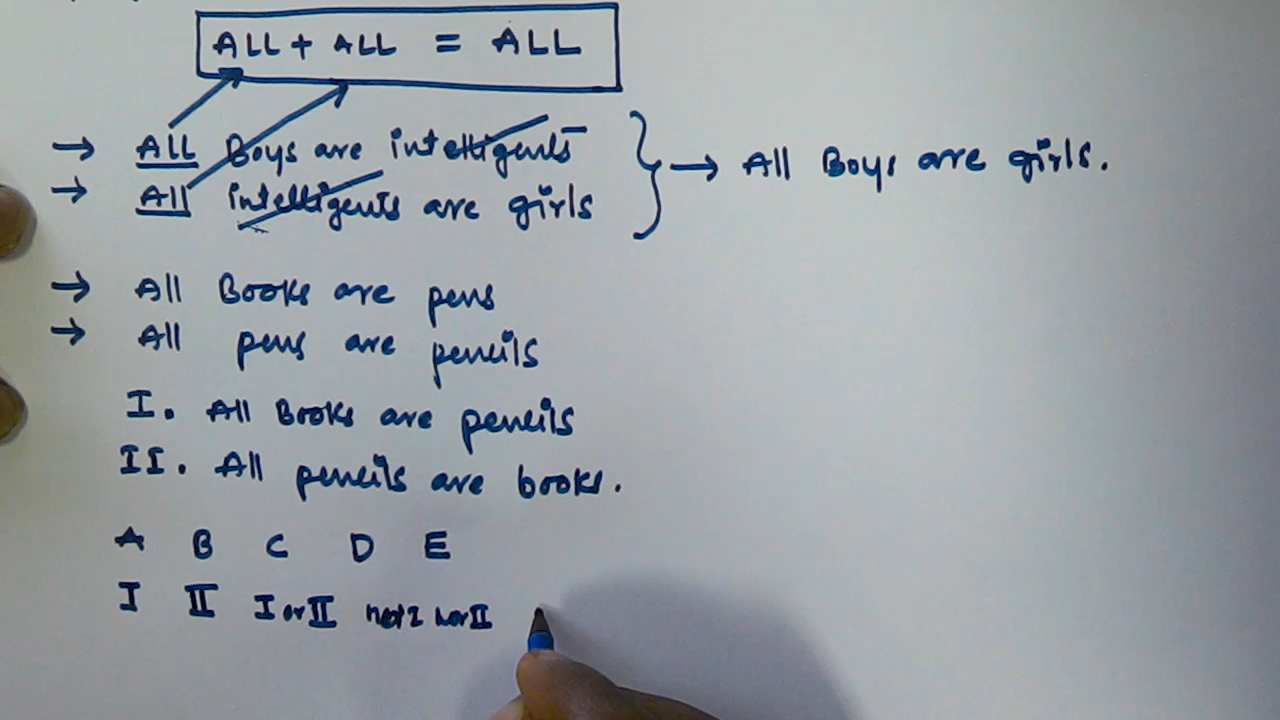 ALL + ALL = ALL
→ ALL Boys are intelligents
→ All intelligents are girls
→ All Boys are girls.
→ All Books are pens
→ All pens are pencils
I. All Books are pencils
II. All pencils are books.
A B C D E
I II I or II not I nor II